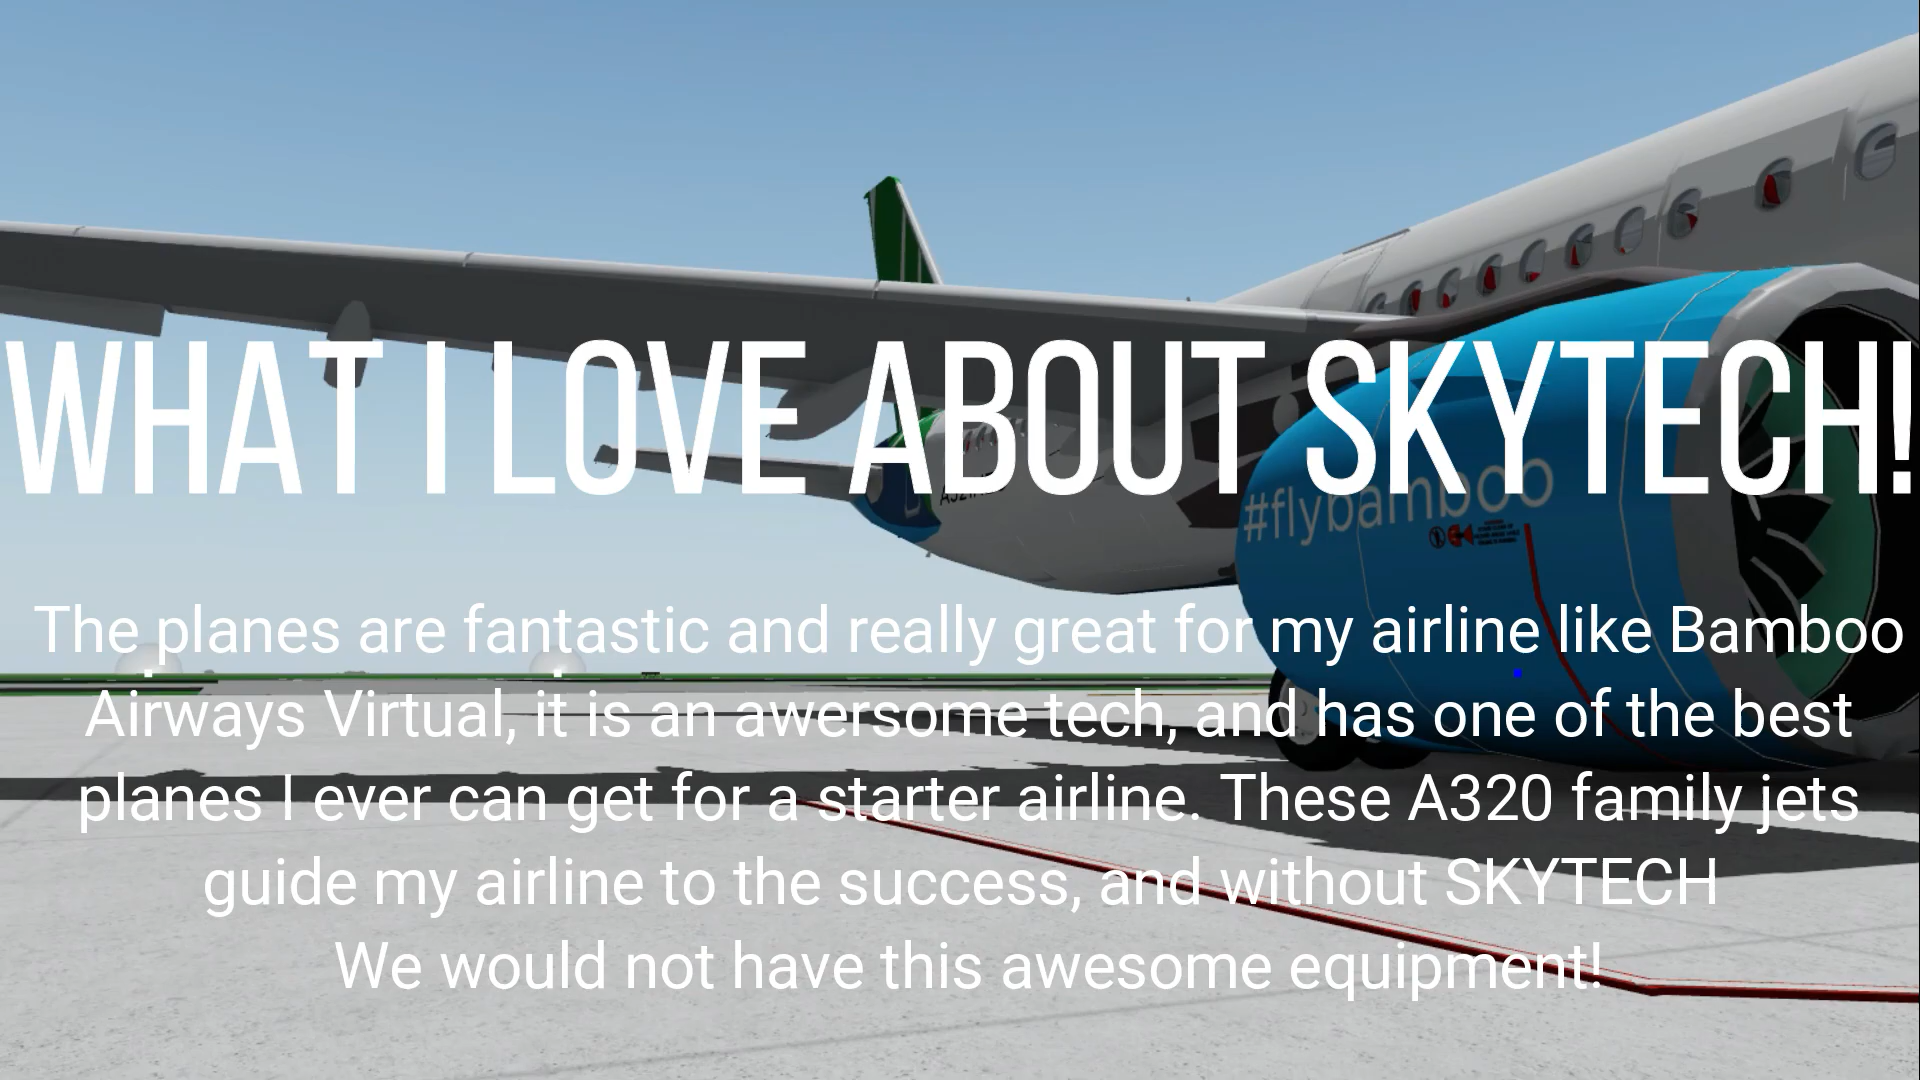 WHAT I LOVE ABOUT SKYTECH!
#flybamboo
The planes are fantastic and really great for my airline like Bamboo
Airways Virtual, it is an awersome tech, and has one of the best
planes I ever can get for a starter airline. These A320 family jets
guide my airline to the success, and without SKYTECH
We would not have this awesome equipment!